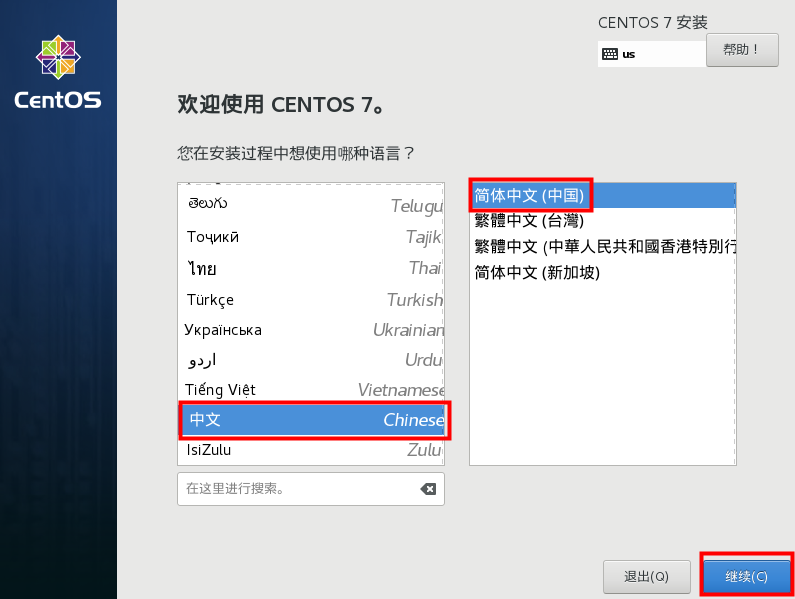 CENTOS 7 安装
us
帮助！
CentOS
欢迎使用 CENTOS 7。
您在安装过程中想使用哪种语言？
తెలుగు Telugu
Тоҷикӣ Tajik
ไทย Thai
Türkçe Turkish
Українська Ukrainian
اردو Urdu
Tiếng Việt Vietnamese
中文 Chinese
IsiZulu Zulu
简体中文 (中国)
繁體中文 (台灣)
繁體中文 (中華人民共和國香港特別行
简体中文 (新加坡)
在这里进行搜索。
退出(Q)
继续(C)